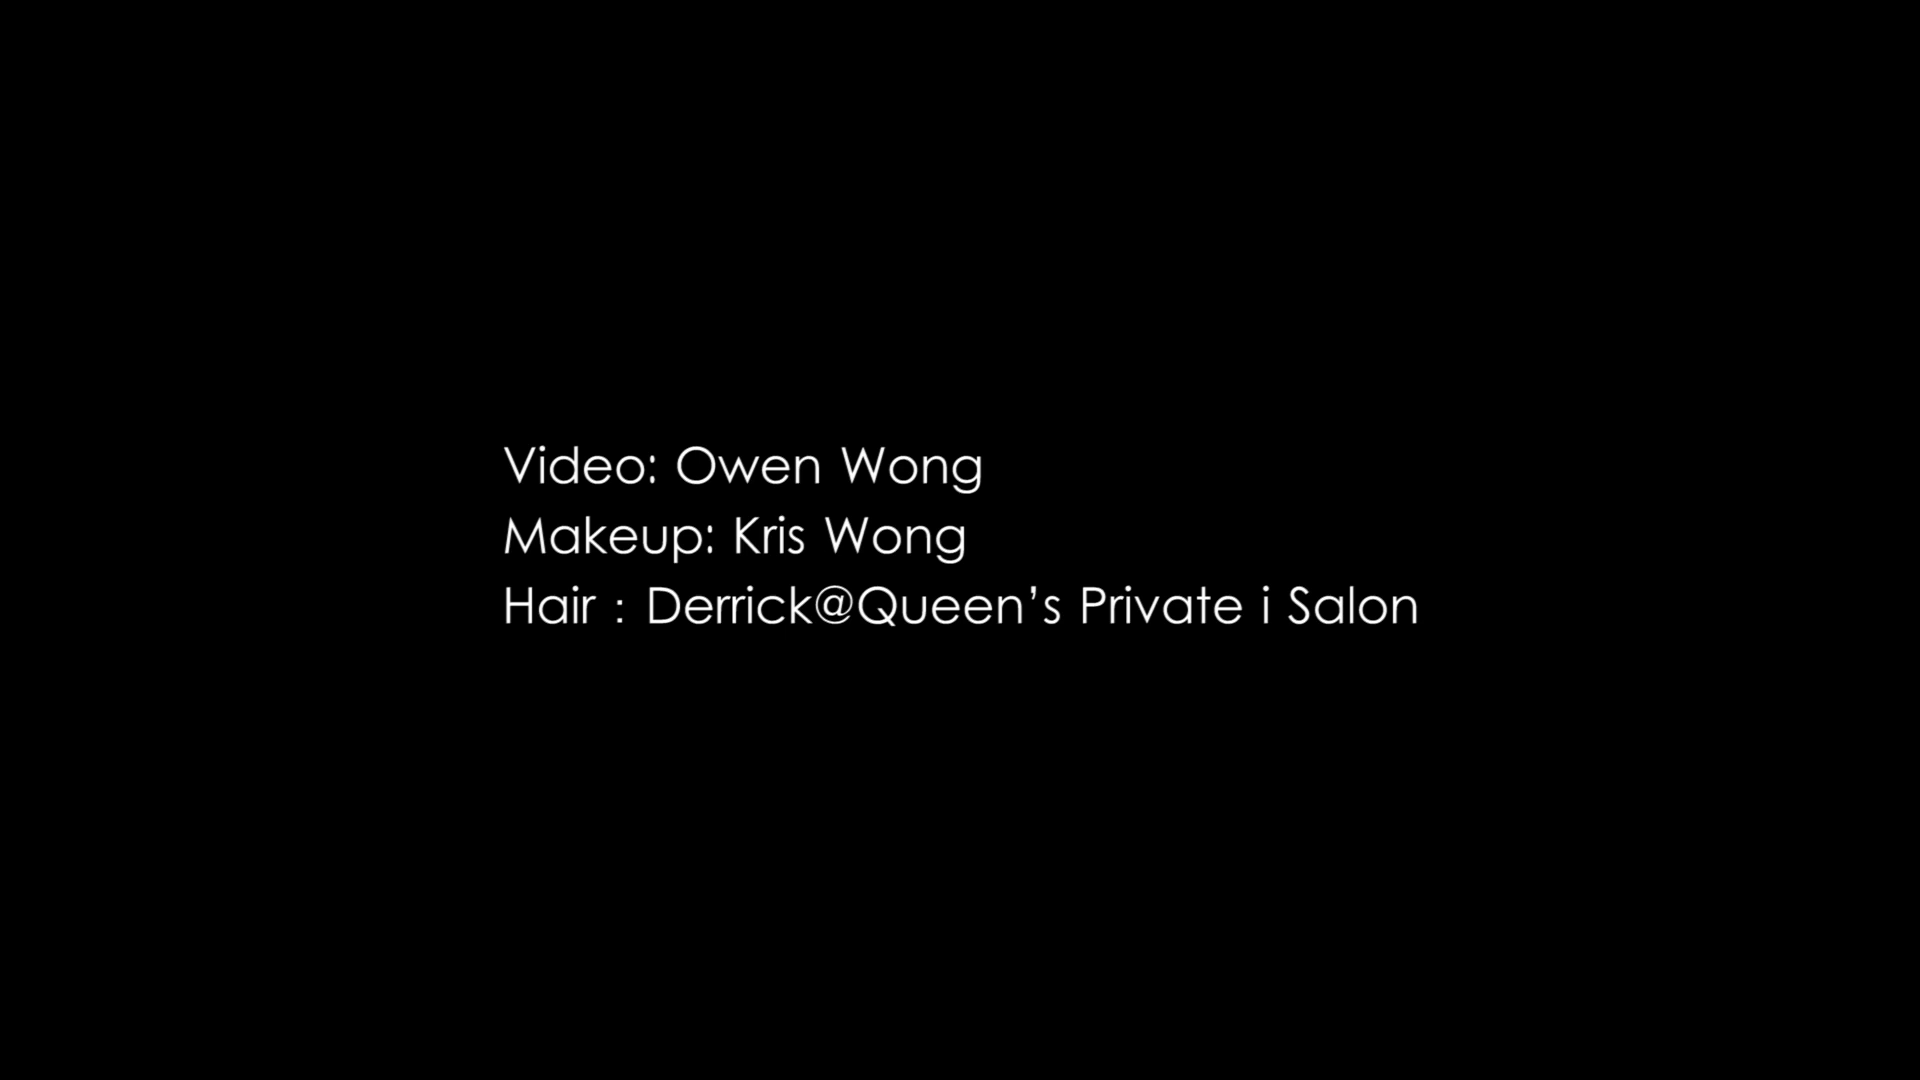 Video: Owen Wong
Makeup: Kris Wong
Hair : Derrick@Queen’s Private i Salon